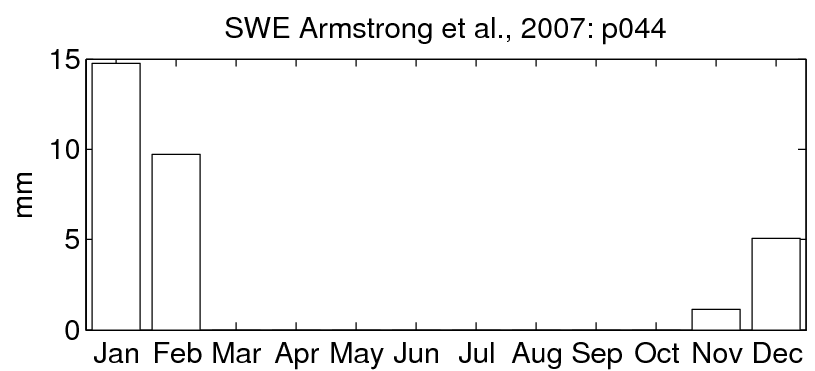 SWE Armstrong et al., 2007: p044
15
10
5
0
mm
Jan Feb Mar Apr May Jun Jul Aug Sep Oct Nov Dec